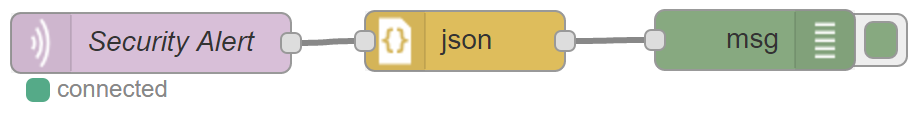 Security Alert
json
msg
connected